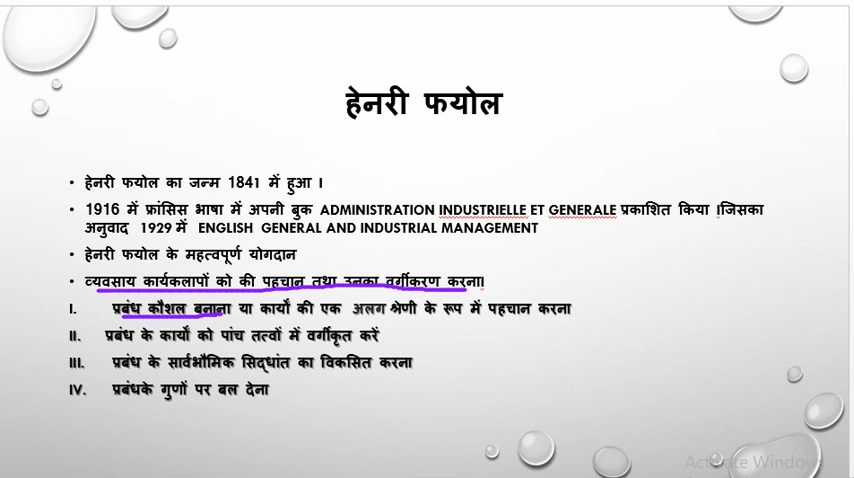 हेनरी फयोल
• हेनरी फयोल का जन्म 1841 में हुआ ।
• 1916 में फ्रांसिस भाषा में अपनी बुक ADMINISTRATION INDUSTRIELLE ET GENERALE प्रकाशित किया ।जिसका
अनुवाद 1929 में ENGLISH GENERAL AND INDUSTRIAL MANAGEMENT
• हेनरी फयोल के महत्वपूर्ण योगदान
• व्यवसाय कार्यकलापों को की पहचान तथा उनका वर्गीकरण करना।
I. प्रबंध कौशल बनाना या कार्यों की एक अलग श्रेणी के रूप में पहचान करना
II. प्रबंध के कार्यों को पांच तत्वों में वर्गीकृत करें
III. प्रबंध के सार्वभौमिक सिद्धांत का विकसित करना
IV. प्रबंधके गुणों पर बल देना
Activate Windows